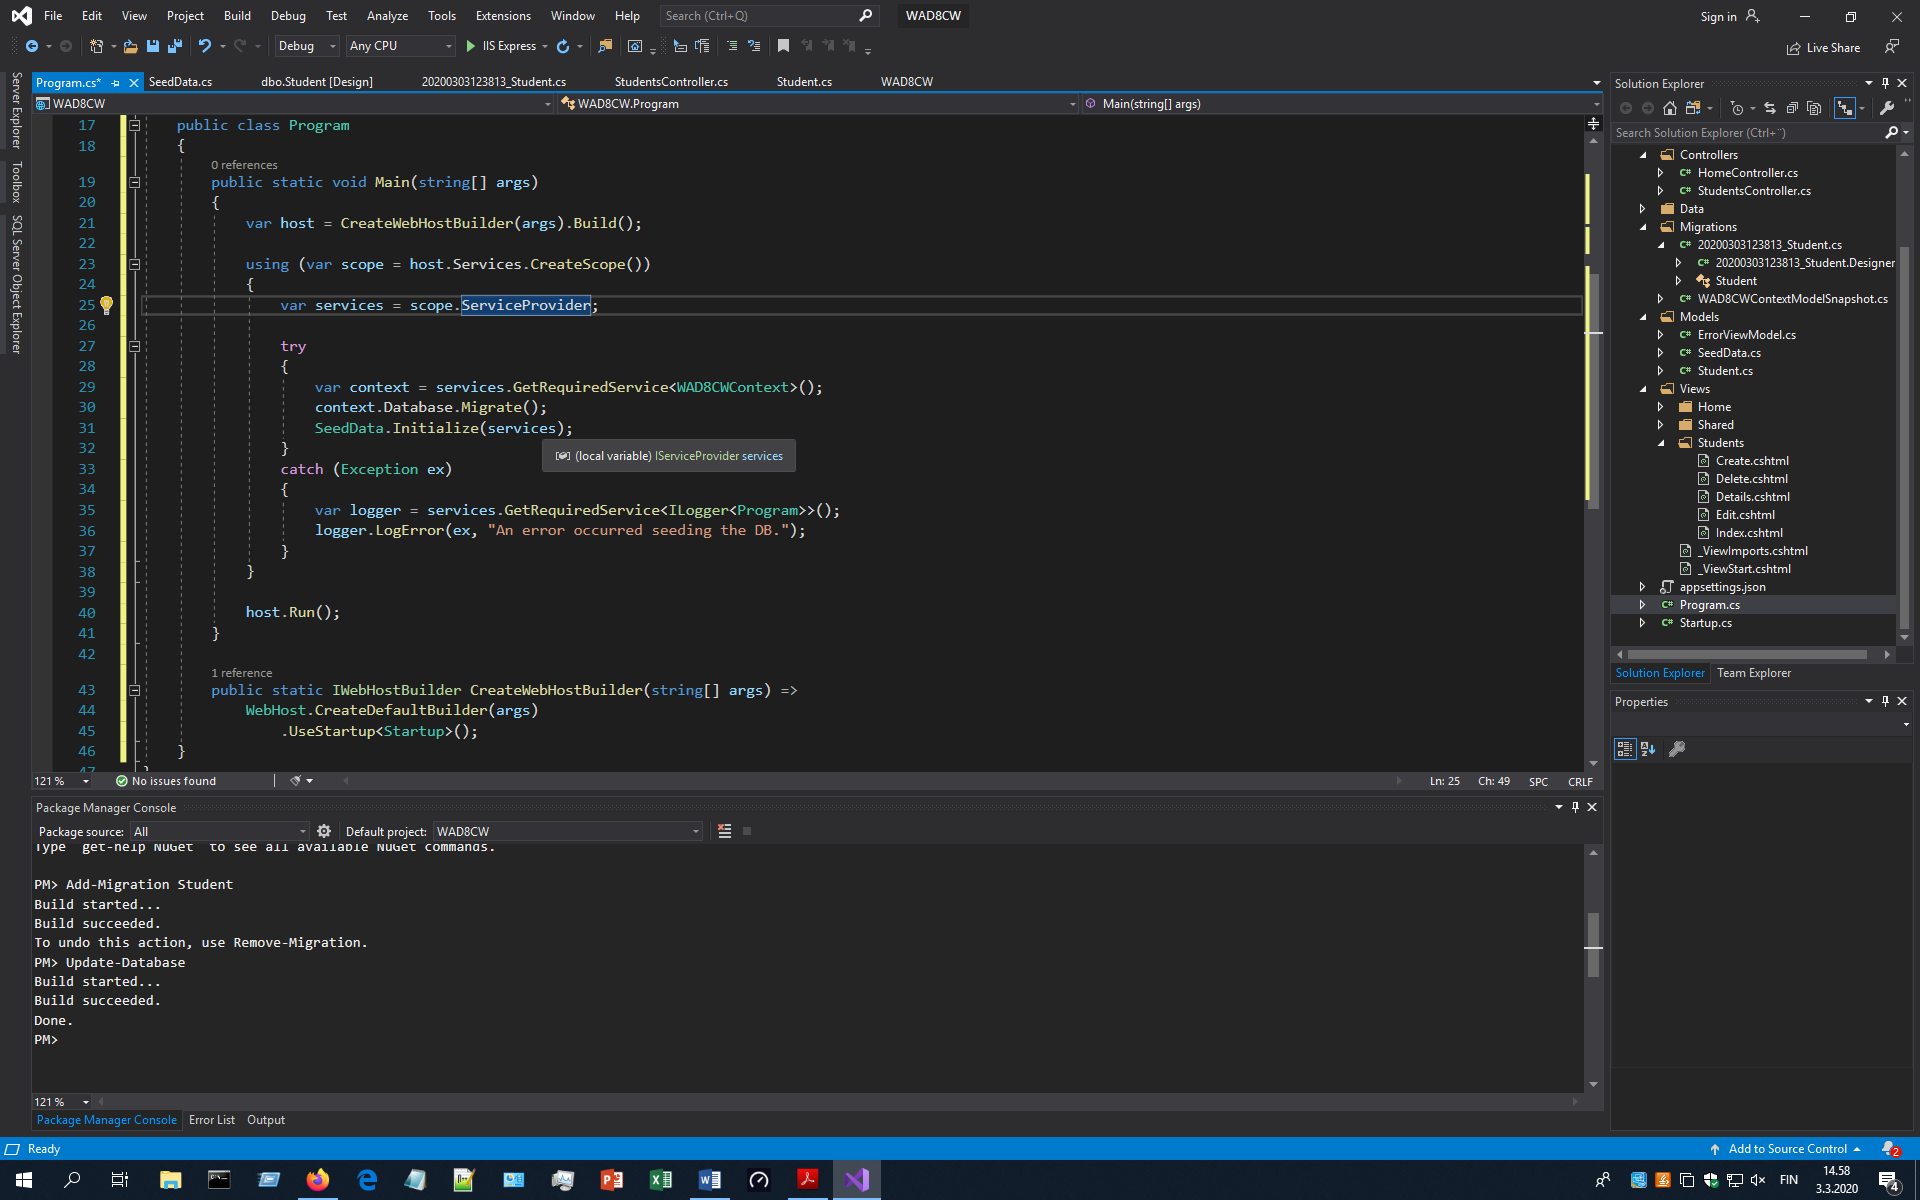 File Edit View Project Build Debug Test Analyze Tools Extensions Window Help Search (Ctrl+Q) WAD8CW Sign in
Debug Any CPU IIS Express Live Share
Server Explorer
Toolbox
SQL Server Object Explorer
Program.cs* SeedData.cs dbo.Student [Design] 20200303123813_Student.cs StudentsController.cs Student.cs WAD8CW
WAD8CW WAD8CW.Program Main(string[] args)
17 public class Program
18 {
0 references
19 public static void Main(string[] args)
20 {
21 var host = CreateWebHostBuilder(args).Build();
22
23 using (var scope = host.Services.CreateScope())
24 {
25 var services = scope.ServiceProvider;
26
27 try
28 {
29 var context = services.GetRequiredService<WAD8CWContext>();
30 context.Database.Migrate();
31 SeedData.Initialize(services);
32 }
(local variable) IServiceProvider services
33 catch (Exception ex)
34 {
35 var logger = services.GetRequiredService<ILogger<Program>>();
36 logger.LogError(ex, "An error occurred seeding the DB.");
37 }
38 }
39
40 host.Run();
41 }
42
1 reference
43 public static IWebHostBuilder CreateWebHostBuilder(string[] args) =>
44 WebHost.CreateDefaultBuilder(args)
45 .UseStartup<Startup>();
46 }
47 }
121 % No issues found Ln: 25 Ch: 49 SPC CRLF
Package Manager Console
Package source: All Default project: WAD8CW
Type 'get-help NuGet' to see all available NuGet commands.
PM> Add-Migration Student
Build started...
Build succeeded.
To undo this action, use Remove-Migration.
PM> Update-Database
Build started...
Build succeeded.
Done.
PM>
121 %
Package Manager Console Error List Output
Solution Explorer
Search Solution Explorer (Ctrl+¨)
Controllers
C# HomeController.cs
C# StudentsController.cs
Data
Migrations
C# 20200303123813_Student.cs
C# 20200303123813_Student.Designer
Student
C# WAD8CWContextModelSnapshot.cs
Models
C# ErrorViewModel.cs
C# SeedData.cs
C# Student.cs
Views
Home
Shared
Students
Create.cshtml
Delete.cshtml
Details.cshtml
Edit.cshtml
Index.cshtml
_ViewImports.cshtml
_ViewStart.cshtml
appsettings.json
C# Program.cs
C# Startup.cs
Solution Explorer Team Explorer
Properties
Ready Add to Source Control 2
FIN 14.58
3.3.2020 4